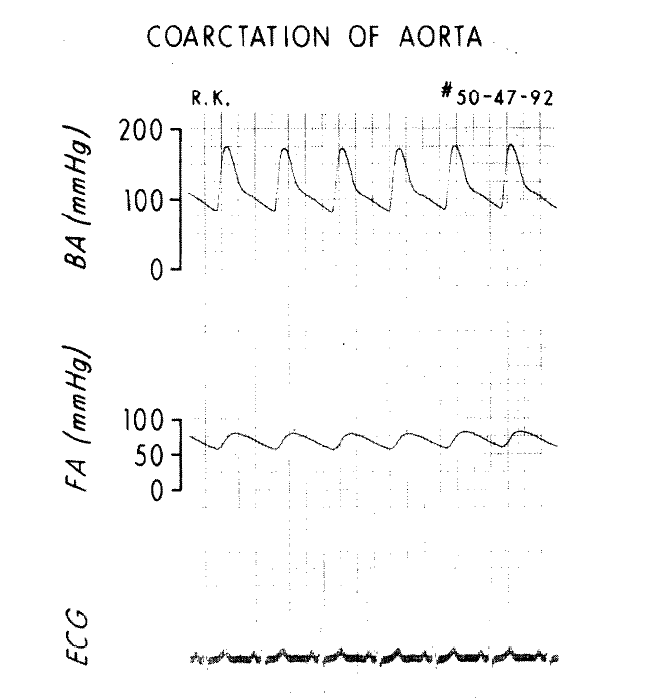 COARCTATION OF AORTA
R.K. #50-47-92
BA (mmHg)
200
100
0
FA (mmHg)
100
50
0
ECG